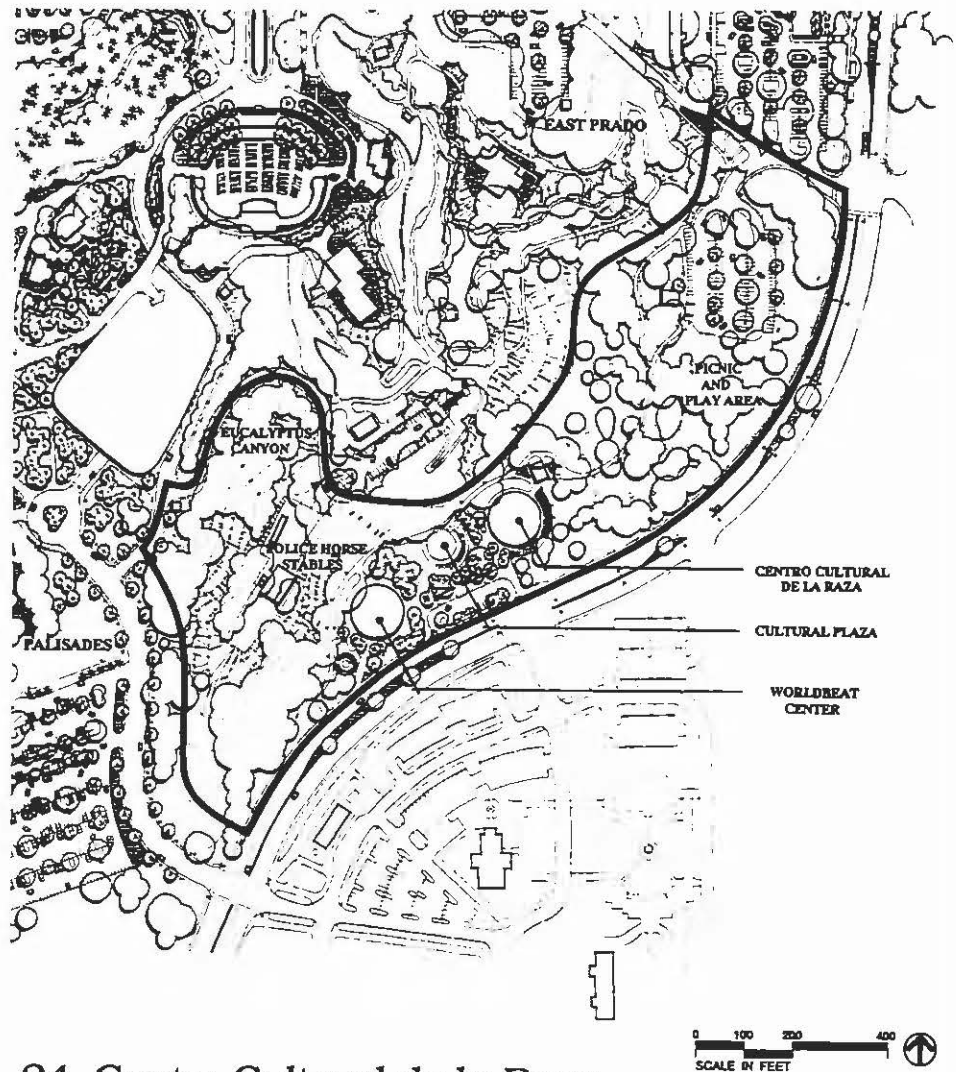 EAST PRADO
PICNIC
AND
PLAY AREA
EUCALYPTUS
CANYON
POLICE HORSE
STABLES
CENTRO CULTURAL
DE LA RAZA
CULTURAL PLAZA
PALISADES
WORLDBEAT
CENTER
0 100 200 400
SCALE IN FEET